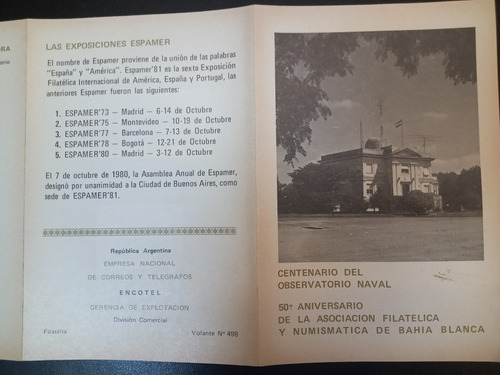 ORA
LAS EXPOSICIONES ESPAMER
El nombre de Espamer proviene de la unión de las palabras
"España" y "América". Espamer'81 es la sexta Exposición
Filatélica Internacional de América, España y Portugal, las
anteriores Espamer fueron las siguientes:
1. ESPAMER'73 — Madrid — 6-14 de Octubre
2. ESPAMER'75 — Montevideo — 10-19 de Octubre
3. ESPAMER'77 — Barcelona — 7-13 de Octubre
4. ESPAMER'78 — Bogotá — 12-21 de Octubre
5. ESPAMER'80 — Madrid — 3-12 de Octubre
El 7 de octubre de 1980, la Asamblea Anual de Espamer,
designó por unanimidad a la Ciudad de Buenos Aires, como
sede de ESPAMER'81.
República Argentina
EMPRESA NACIONAL
DE CORREOS Y TELEGRAFOS
ENCOTEL
GERENCIA DE EXPLOTACION
División Comercial
Filatelia
Volante Nº 498
CENTENARIO DEL
OBSERVATORIO NAVAL
50º ANIVERSARIO
DE LA ASOCIACION FILATELICA
Y NUMISMATICA DE BAHIA BLANCA